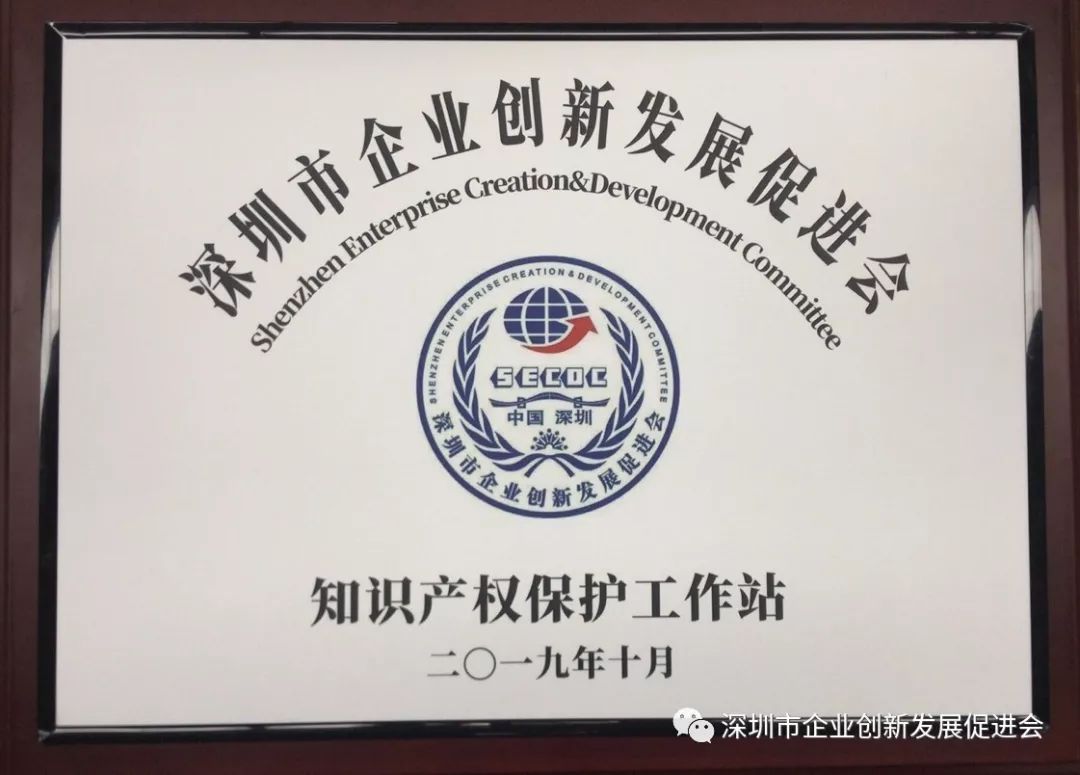 深圳市企业创新发展促进会
Shenzhen Enterprise Creation&Development Committee
SHENZHEN ENTERPRISE CREATION & DEVELOPMENT COMMITTEE
SECDC
中国 深圳
深圳市企业创新发展促进会
知识产权保护工作站
二〇一九年十月
深圳市企业创新发展促进会